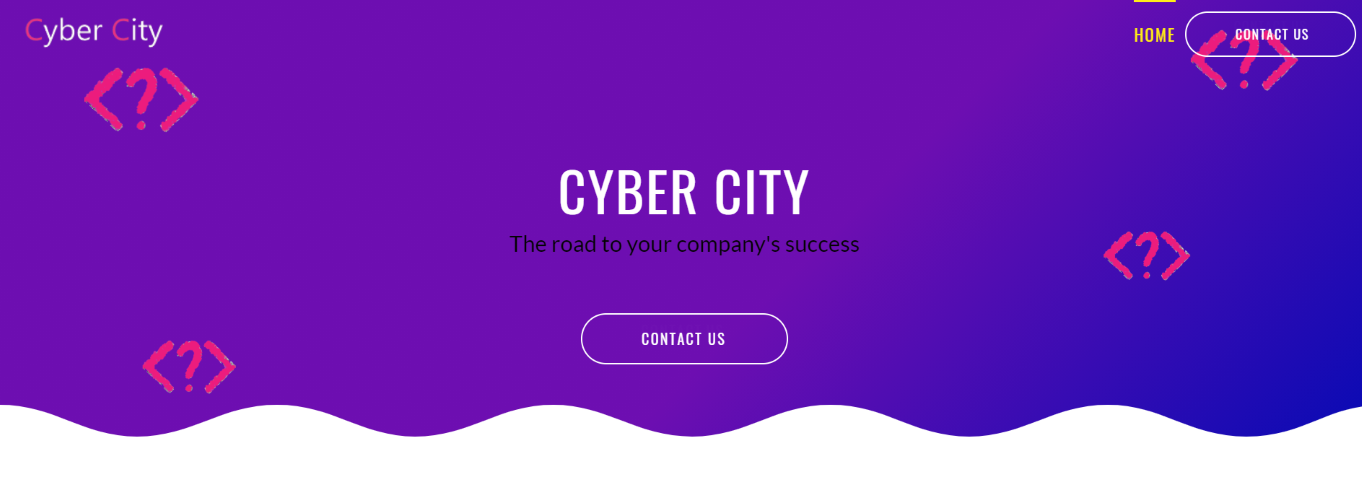 Cyber City
HOME
CONTACT US
<?>
<?>
CYBER CITY
The road to your company's success
<?>
CONTACT US
<?>